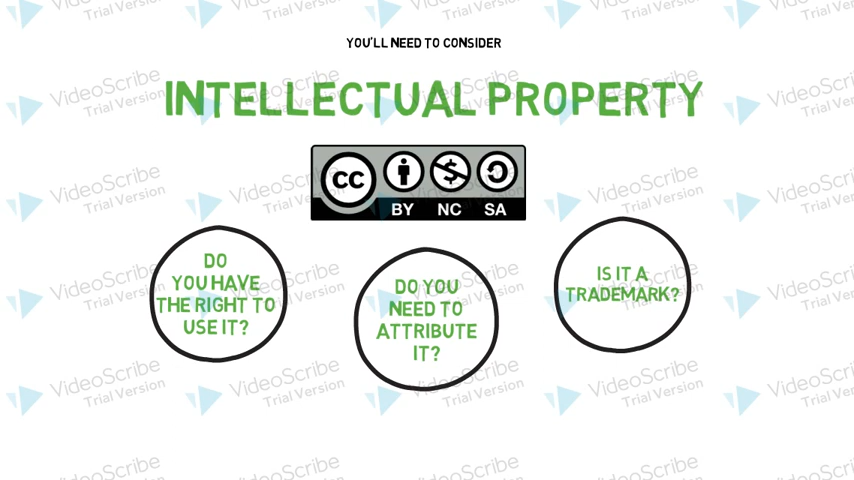 YOU'LL NEED TO CONSIDER
INTELLECTUAL PROPERTY
CC
BY NC SA
DO
YOU HAVE
THE RIGHT TO
USE IT?
DO YOU
NEED TO
ATTRIBUTE
IT?
IS IT A
TRADEMARK?
VideoScribe
Trial Version